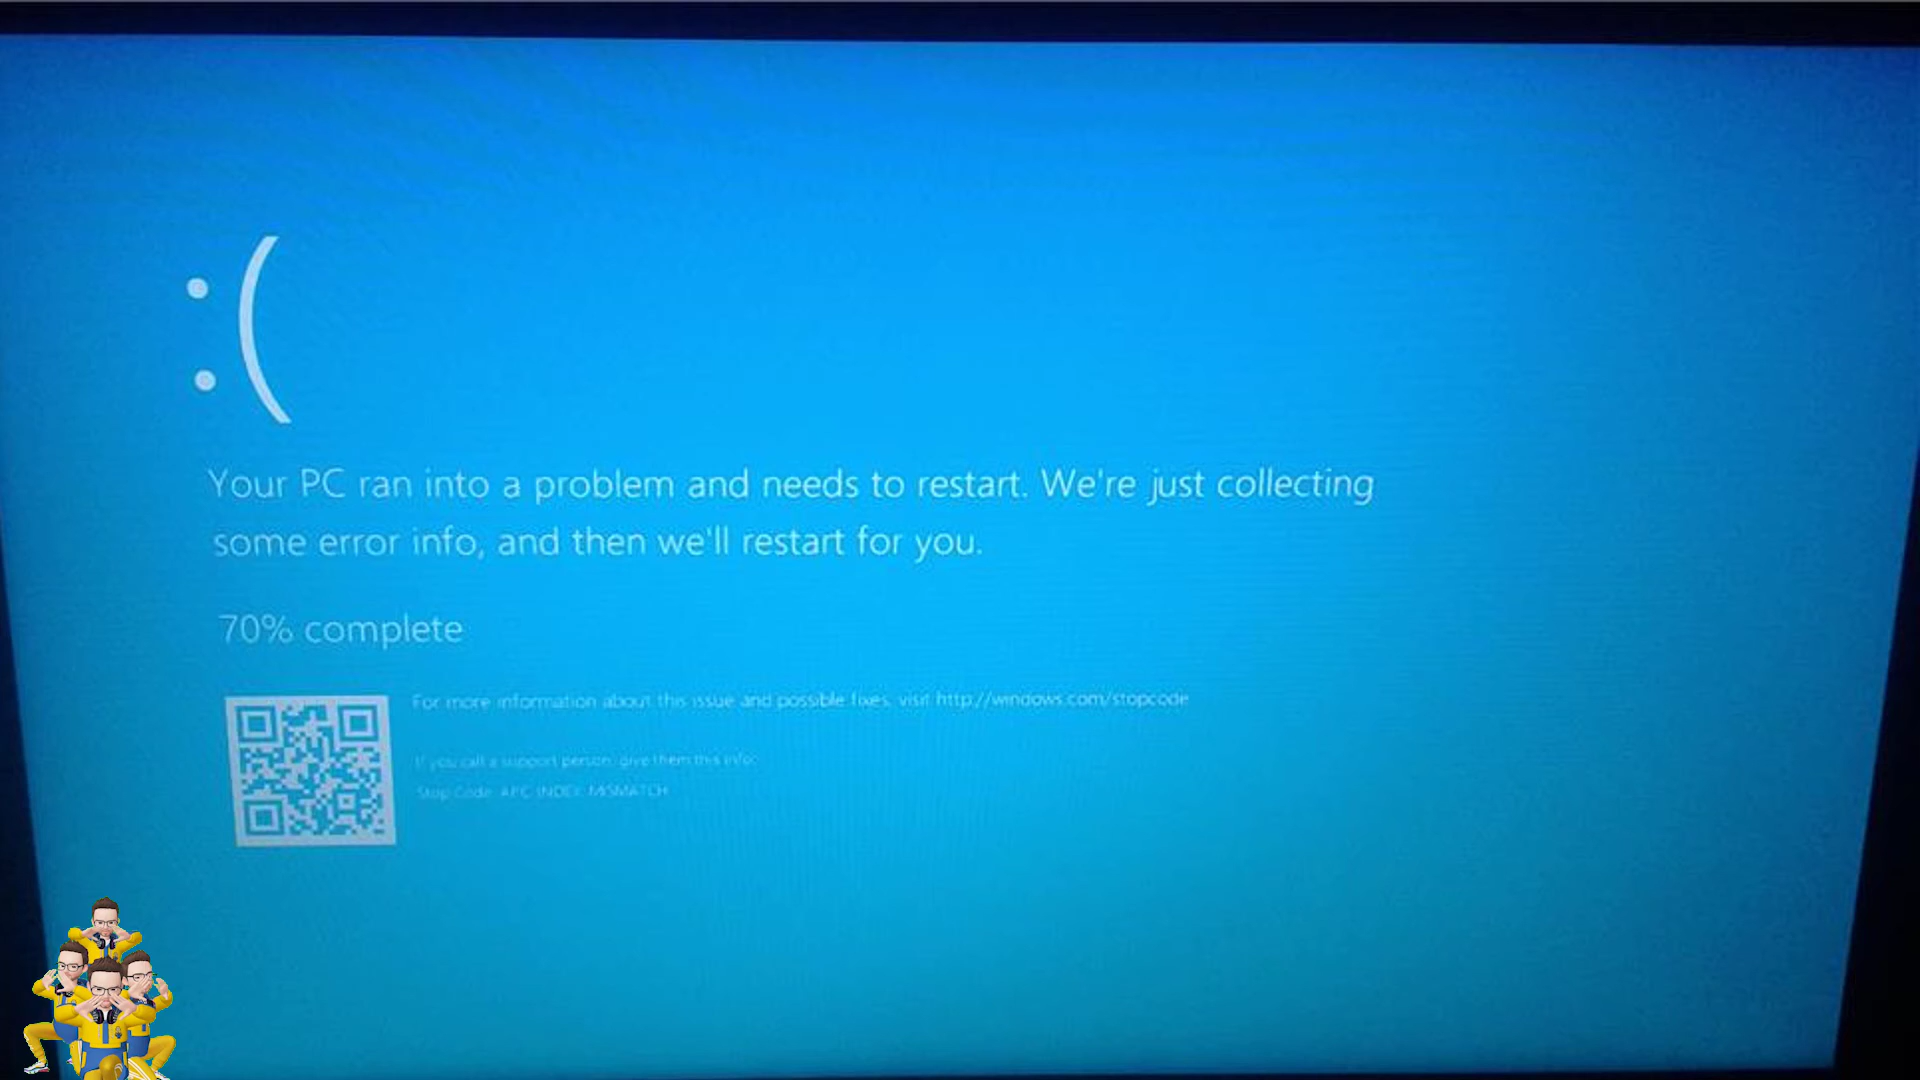 :(
Your PC ran into a problem and needs to restart. We're just collecting
some error info, and then we'll restart for you.
70% complete
For more information about this issue and possible fixes, visit http://windows.com/stopcode
If you call a support person, give them this info:
Stop Code: APC INDEX MISMATCH